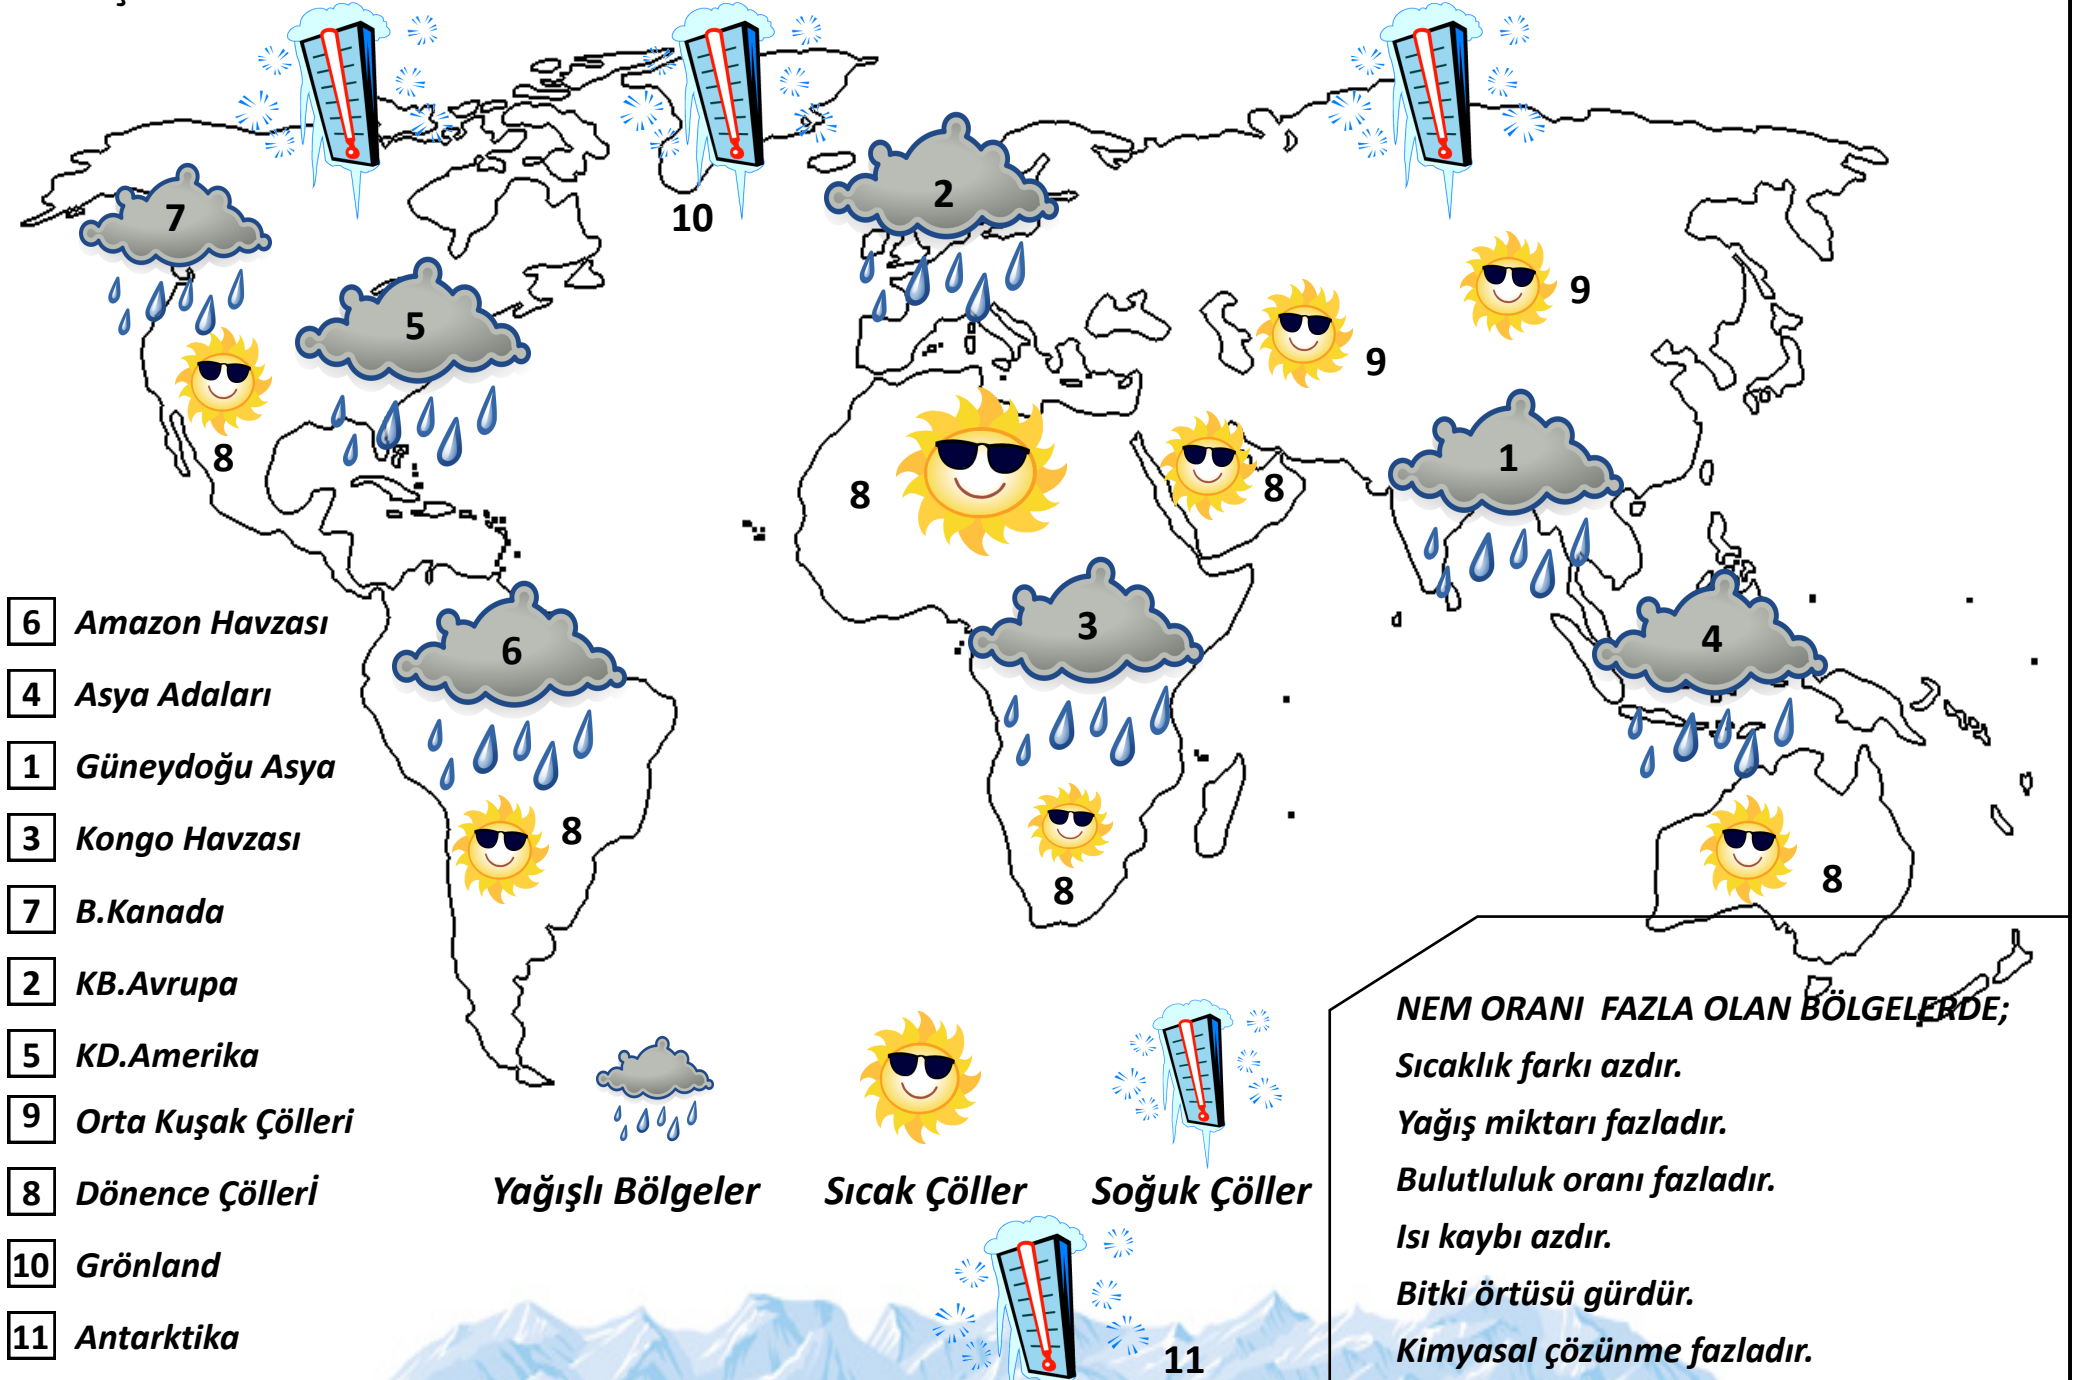 7
10
2
5
9
9
8
8
8
1
6
3
4
8
8
8
6 Amazon Havzası
4 Asya Adaları
1 Güneydoğu Asya
3 Kongo Havzası
7 B.Kanada
2 KB.Avrupa
5 KD.Amerika
9 Orta Kuşak Çölleri
8 Dönence Çöllerİ
10 Grönland
11 Antarktika
Yağışlı Bölgeler
Sıcak Çöller
Soğuk Çöller
11
NEM ORANI FAZLA OLAN BÖLGELERDE;
Sıcaklık farkı azdır.
Yağış miktarı fazladır.
Bulutluluk oranı fazladır.
Isı kaybı azdır.
Bitki örtüsü gürdür.
Kimyasal çözünme fazladır.